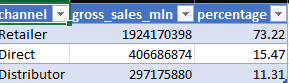 channel gross_sales_mln percentage
Retailer 1924170398 73.22
Direct 406686874 15.47
Distributor 297175880 11.31